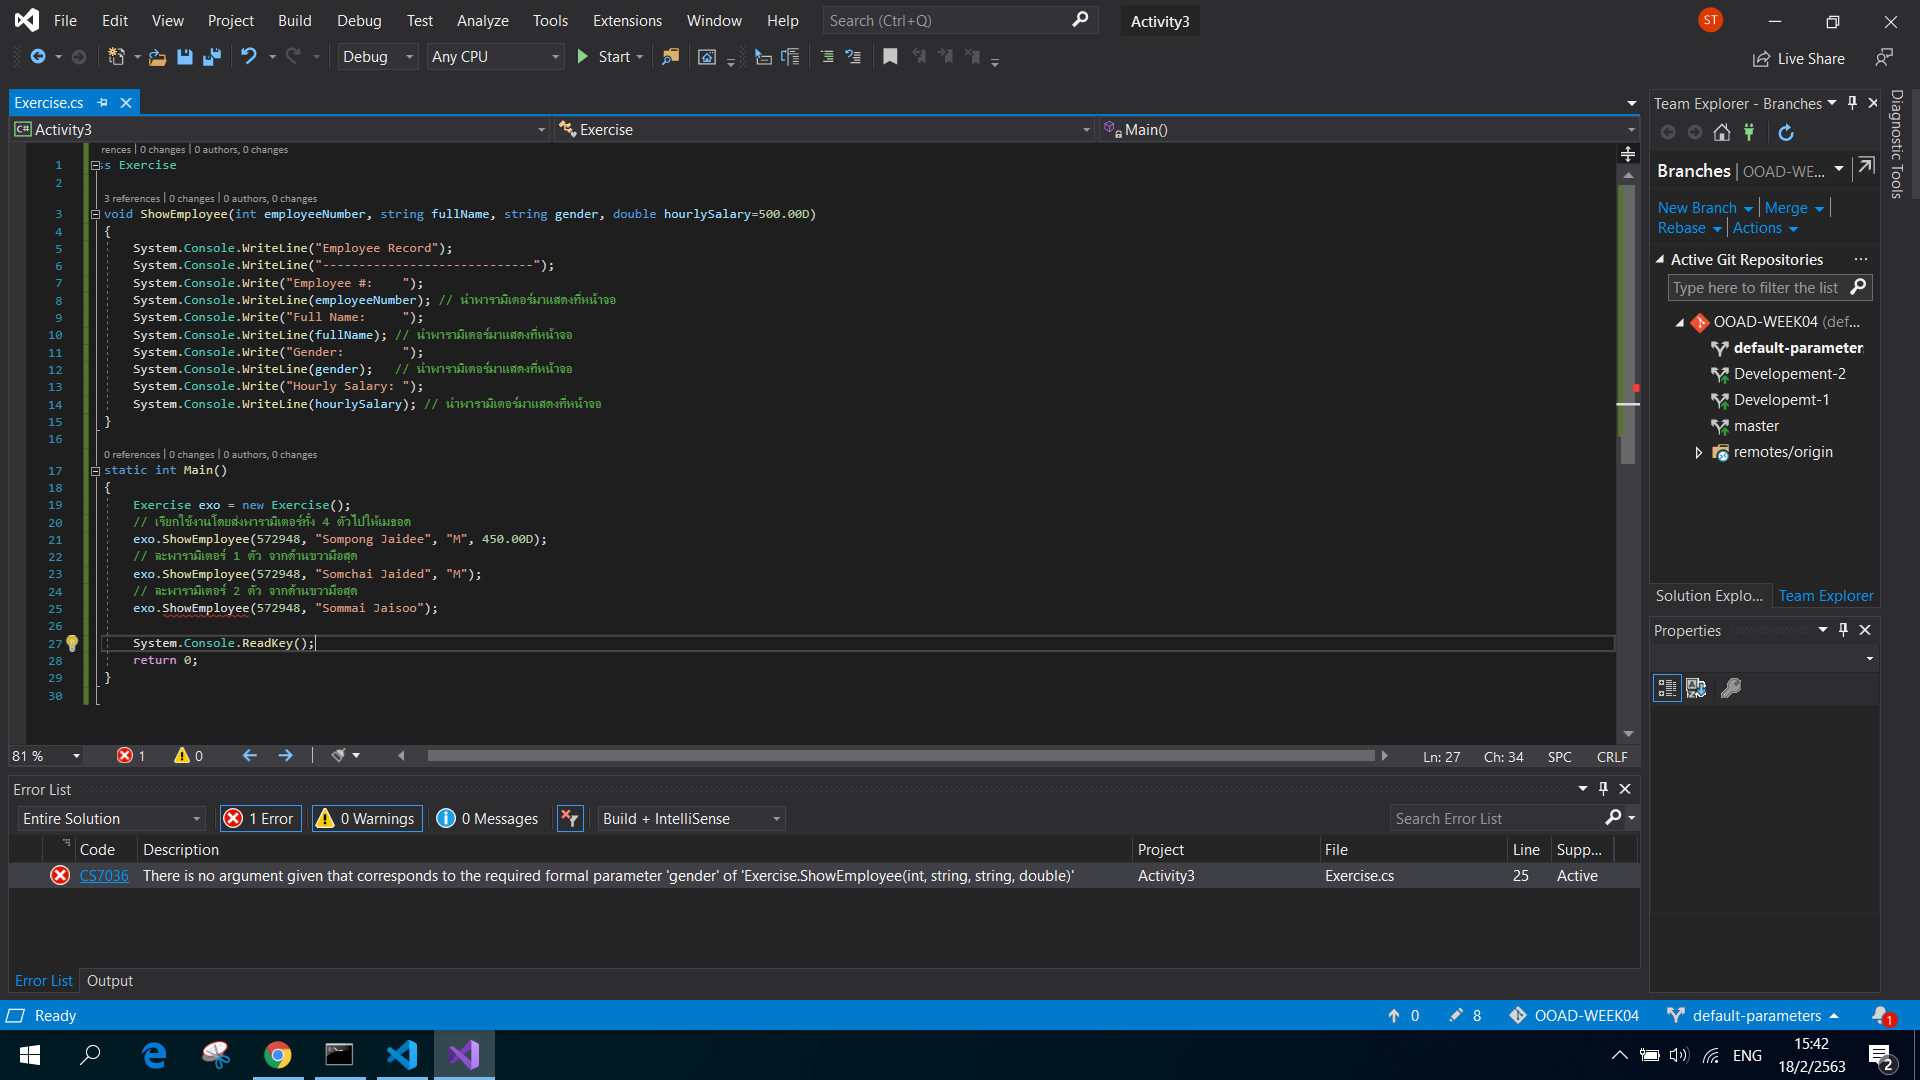 File Edit View Project Build Debug Test Analyze Tools Extensions Window Help Search (Ctrl+Q) Activity3 ST
Debug Any CPU Start Live Share
Exercise.cs
Activity3 Exercise Main()
rences | 0 changes | 0 authors, 0 changes
1 s Exercise
2
3 references | 0 changes | 0 authors, 0 changes
3 void ShowEmployee(int employeeNumber, string fullName, string gender, double hourlySalary=500.00D)
4 {
5 System.Console.WriteLine("Employee Record");
6 System.Console.WriteLine("-----------------------------");
7 System.Console.Write("Employee #:    ");
8 System.Console.WriteLine(employeeNumber); // นำพารามิเตอร์มาแสดงที่หน้าจอ
9 System.Console.Write("Full Name:     ");
10 System.Console.WriteLine(fullName); // นำพารามิเตอร์มาแสดงที่หน้าจอ
11 System.Console.Write("Gender:        ");
12 System.Console.WriteLine(gender);   // นำพารามิเตอร์มาแสดงที่หน้าจอ
13 System.Console.Write("Hourly Salary: ");
14 System.Console.WriteLine(hourlySalary); // นำพารามิเตอร์มาแสดงที่หน้าจอ
15 }
16
0 references | 0 changes | 0 authors, 0 changes
17 static int Main()
18 {
19 Exercise exo = new Exercise();
20 // เรียกใช้งานโดยส่งพารามิเตอร์ทั้ง 4 ตัวไปให้เมธอด
21 exo.ShowEmployee(572948, "Sompong Jaidee", "M", 450.00D);
22 // ละพารามิเตอร์ 1 ตัว จากด้านขวามือสุด
23 exo.ShowEmployee(572948, "Somchai Jaided", "M");
24 // ละพารามิเตอร์ 2 ตัว จากด้านขวามือสุด
25 exo.ShowEmployee(572948, "Sommai Jaisoo");
26
27 System.Console.ReadKey();
28 return 0;
29 }
30
81 % 1 0 Ln: 27 Ch: 34 SPC CRLF
Error List
Entire Solution 1 Error 0 Warnings 0 Messages Build + IntelliSense Search Error List
Code Description Project File Line Supp...
CS7036 There is no argument given that corresponds to the required formal parameter 'gender' of 'Exercise.ShowEmployee(int, string, string, double)' Activity3 Exercise.cs 25 Active
Error List Output
Team Explorer - Branches
Branches | OOAD-WE...
New Branch Merge
Rebase Actions
Active Git Repositories ...
Type here to filter the list
OOAD-WEEK04 (def...
default-parameter
Developement-2
Developemt-1
master
remotes/origin
Solution Explo... Team Explorer
Properties
Diagnostic Tools
Ready 0 8 OOAD-WEEK04 default-parameters 1
ENG 15:42
18/2/2563 2